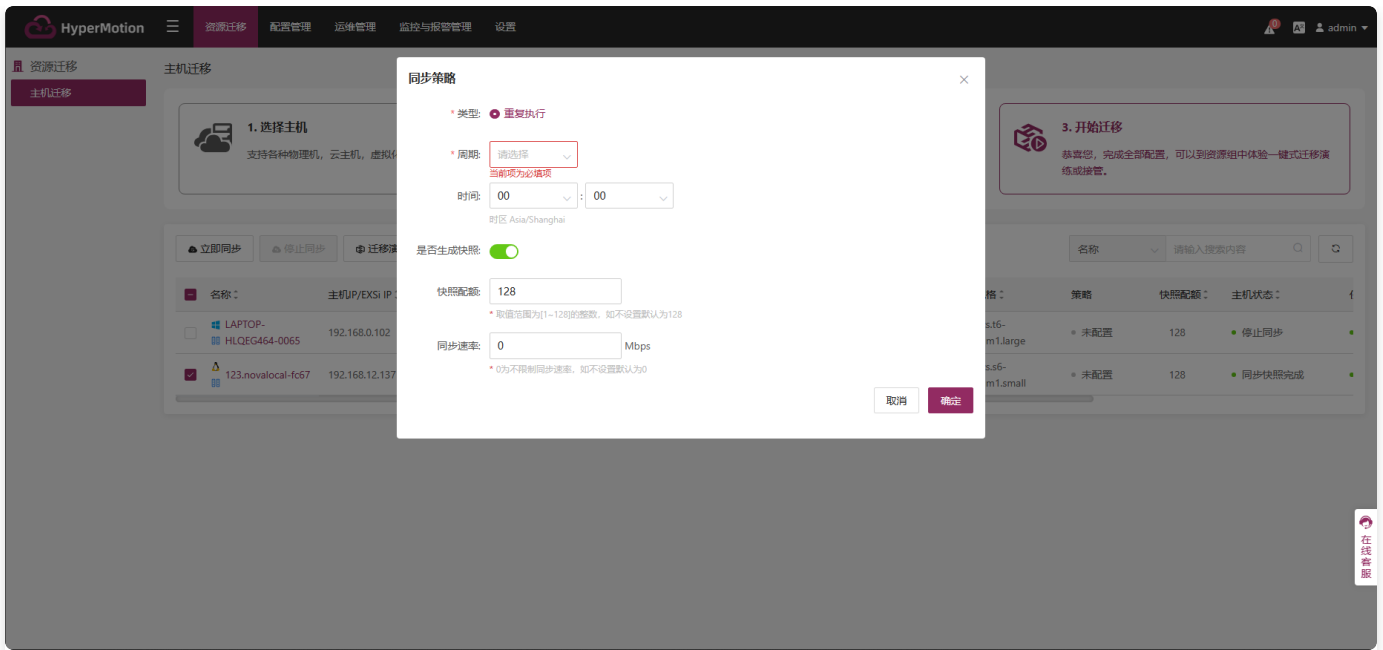 HyperMotion
资源迁移 配置管理 运维管理 监控与报警管理 设置
0
admin
资源迁移
主机迁移
主机迁移
1. 选择主机
支持各种物理机，云主机，虚拟化
3. 开始迁移
恭喜您，完成全部配置，可以到资源组中体验一键式迁移演
练或接管。
立即同步 停止同步 迁移演
名称 请输入搜索内容
名称 主机IP/EXSi IP 格 策略 快照配额 主机状态
LAPTOP-
HLQEG464-0065
192.168.0.102
s.t6-
m1.large
未配置 128 停止同步
123.novalocal-fc67
192.168.12.137
s.s6-
m1.small
未配置 128 同步快照完成
同步策略
* 类型: 重复执行
* 周期: 请选择
当前项为必填项
时间: 00 : 00
时区 Asia/Shanghai
是否生成快照:
快照配额: 128
* 取值范围为[1~128]的整数，如不设置默认为128
同步速率: 0 Mbps
* 0为不限制同步速率，如不设置默认为0
取消 确定
在线客服